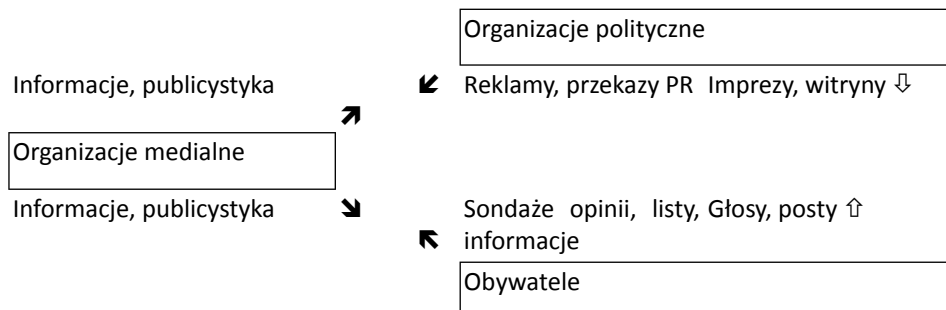 Organizacje polityczne
Informacje, publicystyka ↙ Reklamy, przekazy PR Imprezy, witryny ⇩
↗
Organizacje medialne
Informacje, publicystyka ↘ Sondaże opinii, listy, Głosy, posty ⇧
↖ informacje
Obywatele